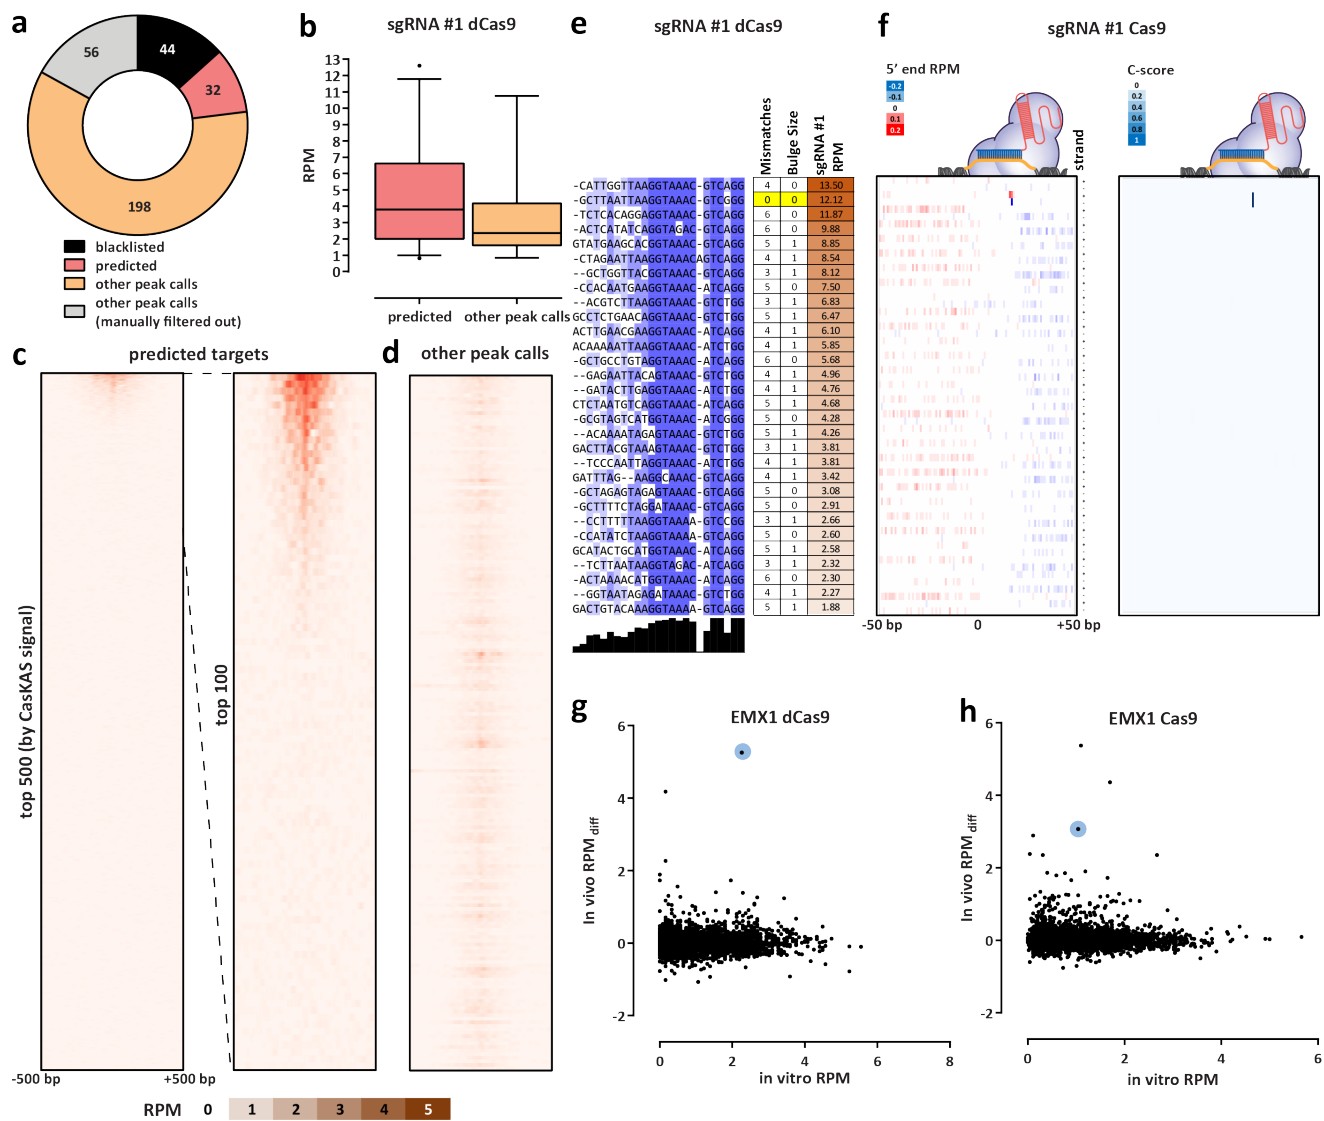 a
56
44
32
198
blacklisted
predicted
other peak calls
other peak calls
(manually filtered out)
b
sgRNA #1 dCas9
RPM
13
12
11
10
9
8
7
6
5
4
3
2
1
0
predicted
other peak calls
c
predicted targets
top 500 (by CasKAS signal)
top 100
-500 bp
+500 bp
RPM
0
1
2
3
4
5
d
other peak calls
e
sgRNA #1 dCas9
Mismatches
Bulge Size
sgRNA #1
RPM
-CATTGGTTAAGGTAAAC-GTCAGG 4 0 13.50
-GCTTAATTAAGGTAAAC-GTCGGG 0 0 12.12
-TCTCACAGGAGGTAAAC-GTCAGG 6 0 11.87
-ACTCATATCAGGTAGAC-GTCAGG 6 0 9.88
GTATGAAGCACGGTAAAC-GTCAGG 5 1 8.85
-CTAGAATTAAGGTAAACAGTCAGG 4 1 8.54
--GCTGGTTACGGTAAAC-GTCAGG 3 1 8.12
-CCACAATGAAGGTAAAC-GTCAGG 5 0 7.50
--ACGTCTTAAGGTAAAC-GTCAGG 3 1 6.83
GCCTCTGAACAGGTAAAC-GTCAGG 5 1 6.47
ACTTGAACGAAGGTAAAC-ATCAGG 4 1 6.10
ACAAAAATTAAGGTAAAC-ATCTGG 4 1 5.85
-GCTGCCTGTAGGTAAAC-GTCAGG 6 0 5.68
--GAGAATTACAGTAAAC-GTCTGG 4 1 4.96
--GATACTTGAGGTAAAC-GTCAGG 4 1 4.76
CTCTAATGTCAGGTAAAC-GTCAGG 5 1 4.68
-GCGTAGTCATGGTAAAC-ATCGGG 5 0 4.28
--ACAAAATAGAGTAAAC-GTCTGG 5 1 4.26
GACTTACGTAAAGTAAAC-GTCAGG 3 1 3.81
--TCCCAATTAGGTAAAC-ATCTGG 4 1 3.81
GATTTAG--AAGGCAAAC-ATCAGG 4 1 3.42
-GCTAGAGTAGAGTAAAC-GTCAGG 5 0 3.08
-GCTTTTCTAGGATAAAC-GTCAGG 5 0 2.91
--CCTTTTTAAGGTAAAA-GTCCGG 3 1 2.66
-CCATATCTAAGGTAAAA-GTCAGG 5 0 2.60
GCATACTGCATGGTAAAC-ATCAGG 5 1 2.58
--TCTTAATAAGGTAGAC-ATCAGG 3 1 2.32
-ACTAAAACATGGTAAAC-ATCAGG 6 0 2.30
--GGTAATAGAGATAAAC-GTCTGG 4 1 2.27
GACTGTACAAAGGTAAAA-GTCAGG 5 1 1.88
f
sgRNA #1 Cas9
5' end RPM
-0.2
-0.1
0
0.1
0.2
strand
-50 bp
0
+50 bp
C-score
0
0.2
0.4
0.6
0.8
1
g
EMX1 dCas9
In vivo RPM diff
6
4
2
0
-2
0
2
4
6
8
in vitro RPM
h
EMX1 Cas9
In vivo RPM diff
6
4
2
0
-2
0
2
4
6
in vitro RPM